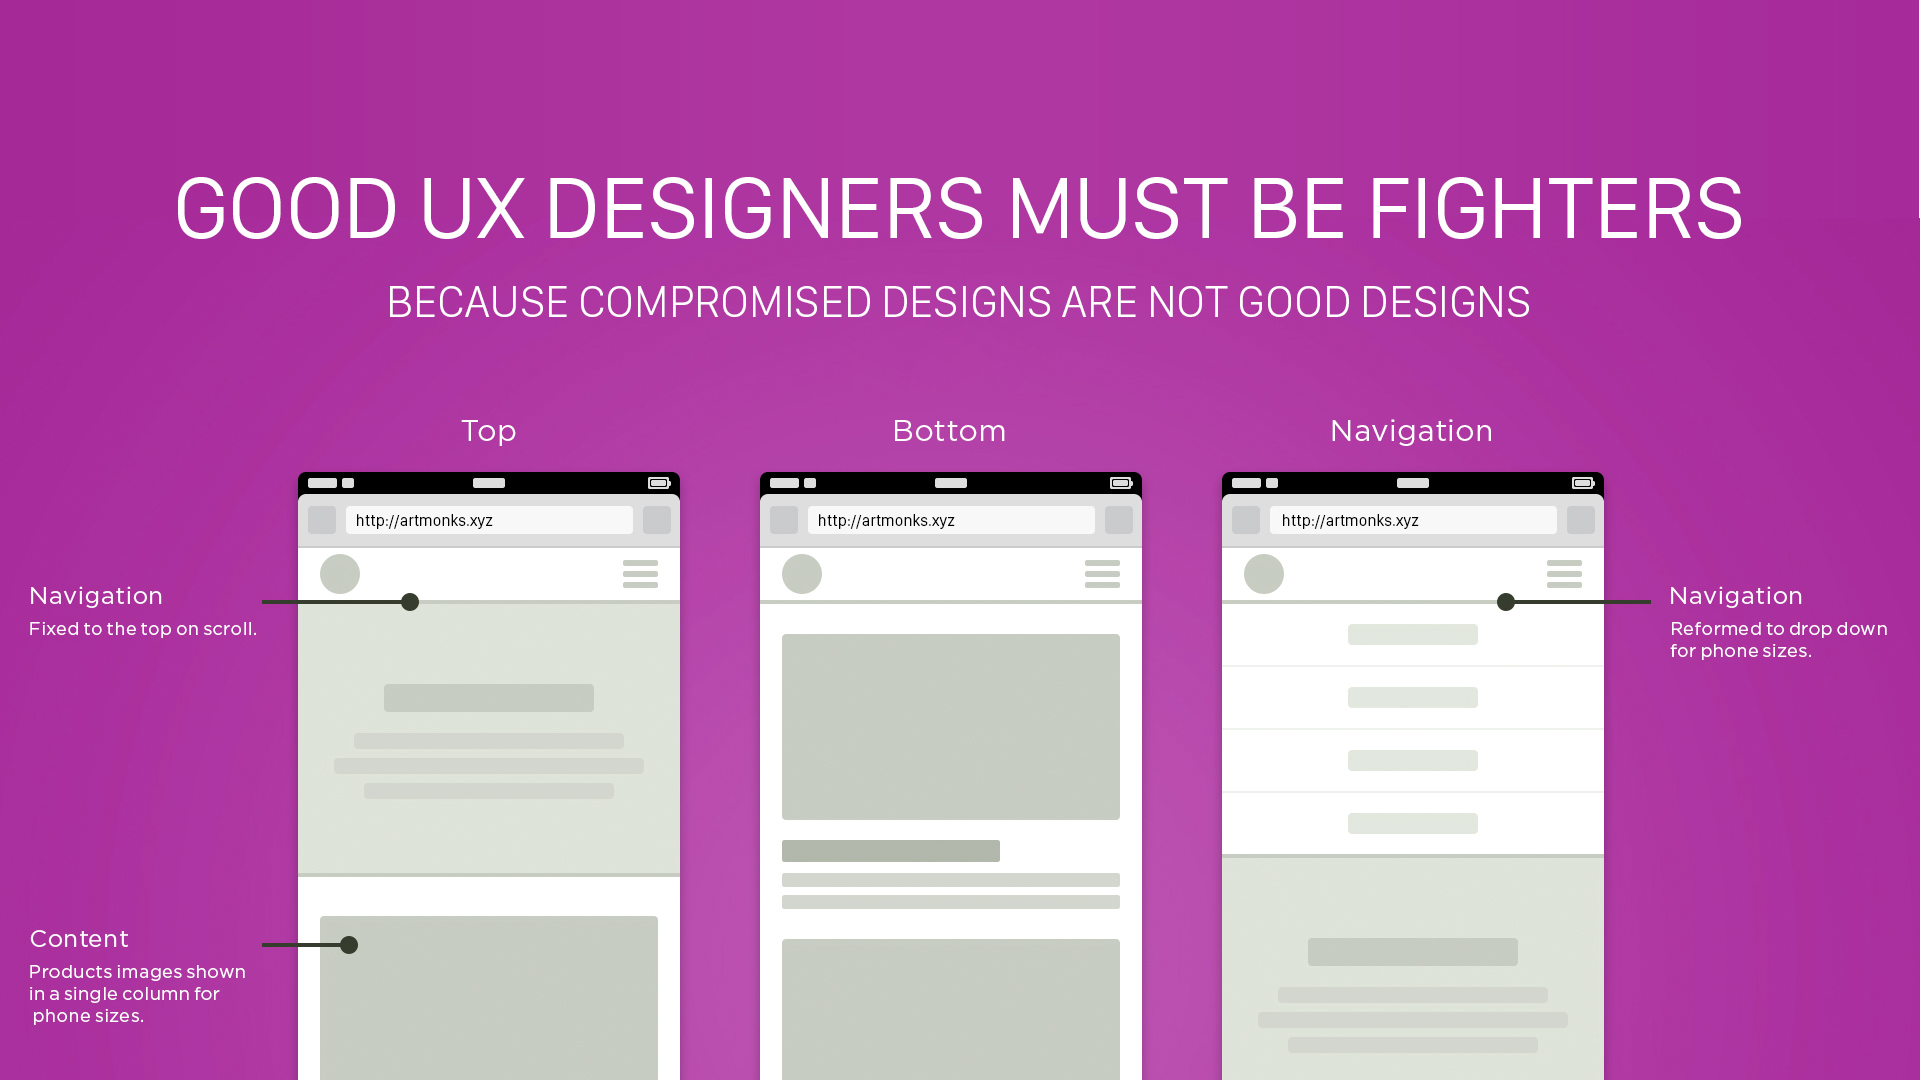 GOOD UX DESIGNERS MUST BE FIGHTERS
BECAUSE COMPROMISED DESIGNS ARE NOT GOOD DESIGNS
Top
Bottom
Navigation
http://artmonks.xyz
http://artmonks.xyz
http://artmonks.xyz
Navigation
Fixed to the top on scroll.
Navigation
Reformed to drop down
for phone sizes.
Content
Products images shown
in a single column for
phone sizes.